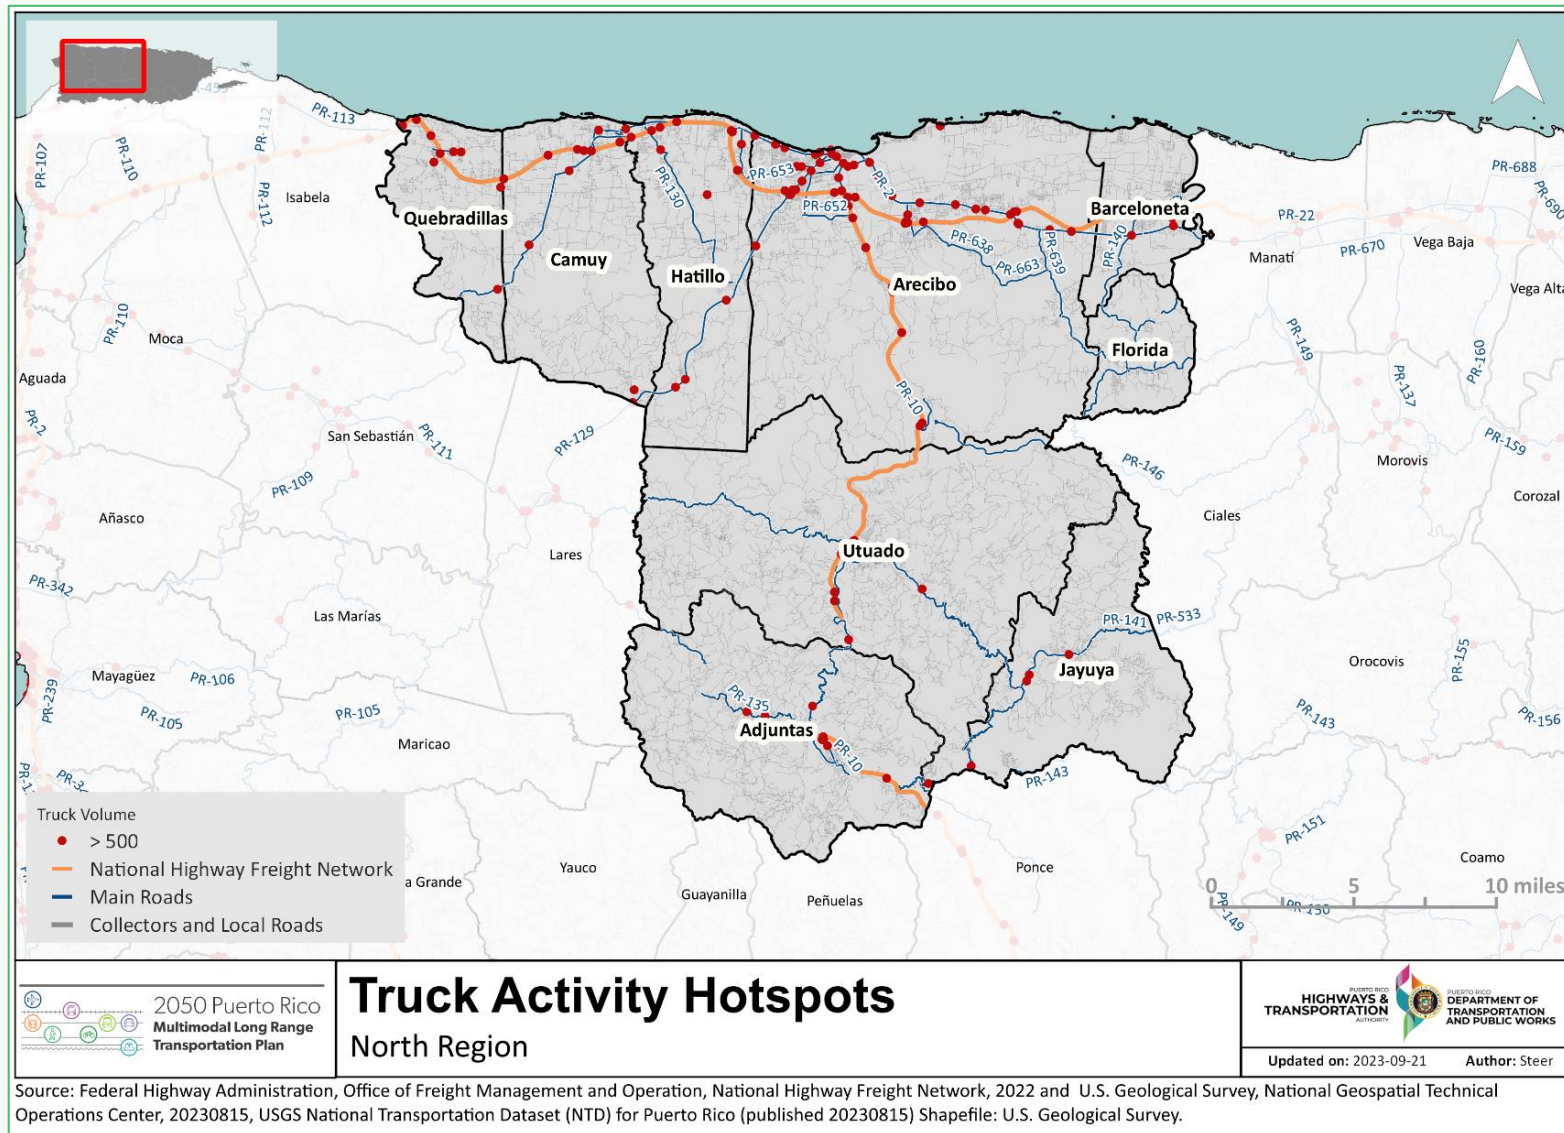 PR-459
PR-113
PR-112
PR-107
PR-110
PR-112
Isabela
PR-653
PR-2
PR-130
PR-652
Quebradillas
Camuy
Hatillo
Arecibo
Barceloneta
PR-638
PR-663
PR-639
PR-140
Florida
PR-688
PR-690
PR-22
PR-670
Manatí
Vega Baja
Vega Alta
PR-110
Moca
Aguada
PR-2
San Sebastián
PR-111
PR-129
PR-109
PR-10
PR-149
PR-137
PR-160
PR-159
PR-146
Morovis
Corozal
Añasco
Lares
Utuado
Ciales
PR-342
Las Marías
PR-141
PR-533
Jayuya
Orocovis
PR-155
Mayagüez
PR-106
PR-239
PR-105
PR-105
Maricao
PR-135
Adjuntas
PR-10
PR-143
PR-143
PR-156
PR-151
Yauco
Guayanilla
Peñuelas
Ponce
Coamo
a Grande
PR-149
PR-150
0 5 10 miles
Truck Volume
> 500
National Highway Freight Network
Main Roads
Collectors and Local Roads
2050 Puerto Rico
Multimodal Long Range
Transportation Plan
Truck Activity Hotspots
North Region
PUERTO RICO
HIGHWAYS &
TRANSPORTATION
AUTHORITY
PUERTO RICO
DEPARTMENT OF
TRANSPORTATION
AND PUBLIC WORKS
Updated on: 2023-09-21 Author: Steer
Source: Federal Highway Administration, Office of Freight Management and Operation, National Highway Freight Network, 2022 and U.S. Geological Survey, National Geospatial Technical
Operations Center, 20230815, USGS National Transportation Dataset (NTD) for Puerto Rico (published 20230815) Shapefile: U.S. Geological Survey.